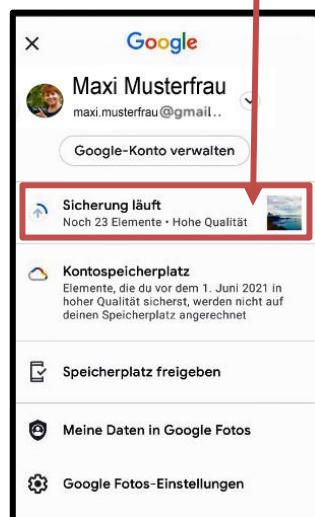 Google
Maxi Musterfrau
maxi.musterfrau@gmail..
Google-Konto verwalten
Sicherung läuft
Noch 23 Elemente • Hohe Qualität
Kontospeicherplatz
Elemente, die du vor dem 1. Juni 2021 in
hoher Qualität sicherst, werden nicht auf
deinen Speicherplatz angerechnet
Speicherplatz freigeben
Meine Daten in Google Fotos
Google Fotos-Einstellungen